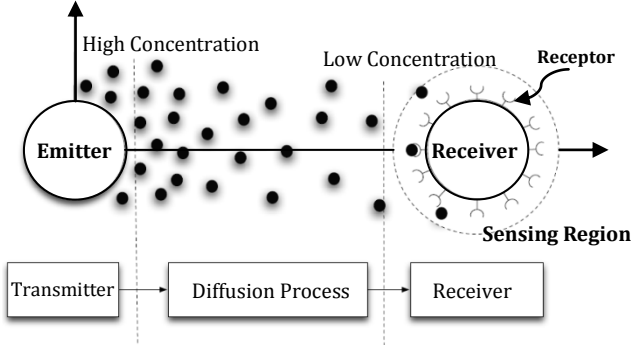 High Concentration
Low Concentration
Receptor
Emitter
Receiver
Sensing Region
Transmitter
Diffusion Process
Receiver